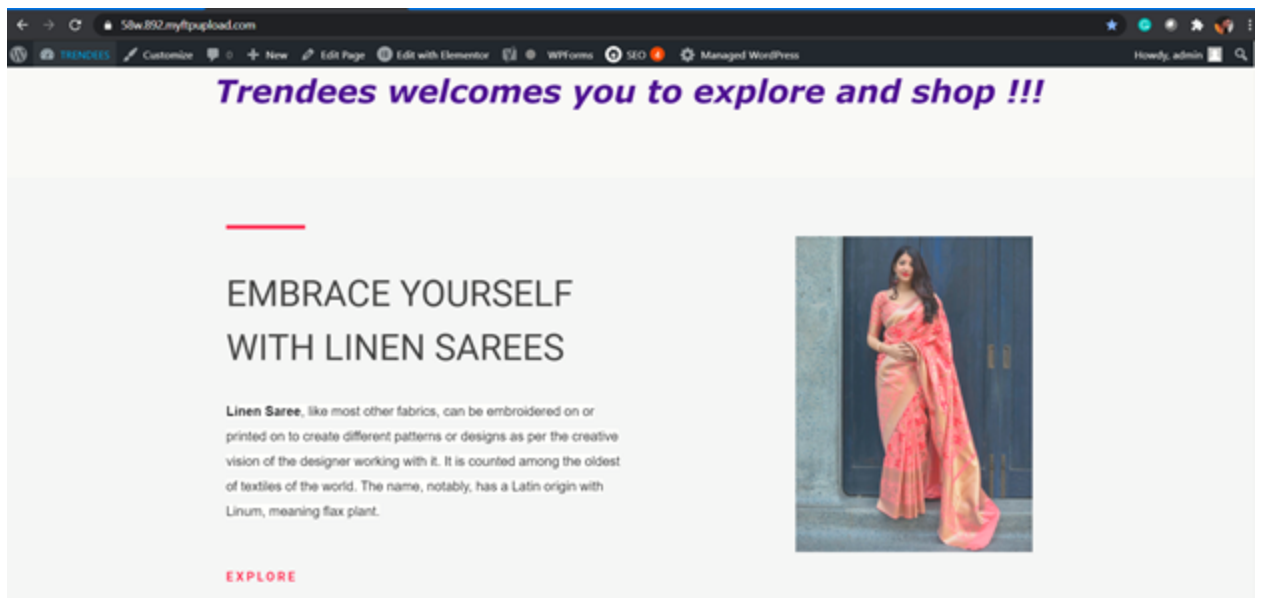 58w.892.myftpupload.com
TRENDEES Customize 0 New Edit Page Edit with Elementor WPForms SEO 4 Managed WordPress Howdy, admin
Trendees welcomes you to explore and shop !!!
EMBRACE YOURSELF
WITH LINEN SAREES
Linen Saree, like most other fabrics, can be embroidered on or
printed on to create different patterns or designs as per the creative
vision of the designer working with it. It is counted among the oldest
of textiles of the world. The name, notably, has a Latin origin with
Linum, meaning flax plant.
EXPLORE